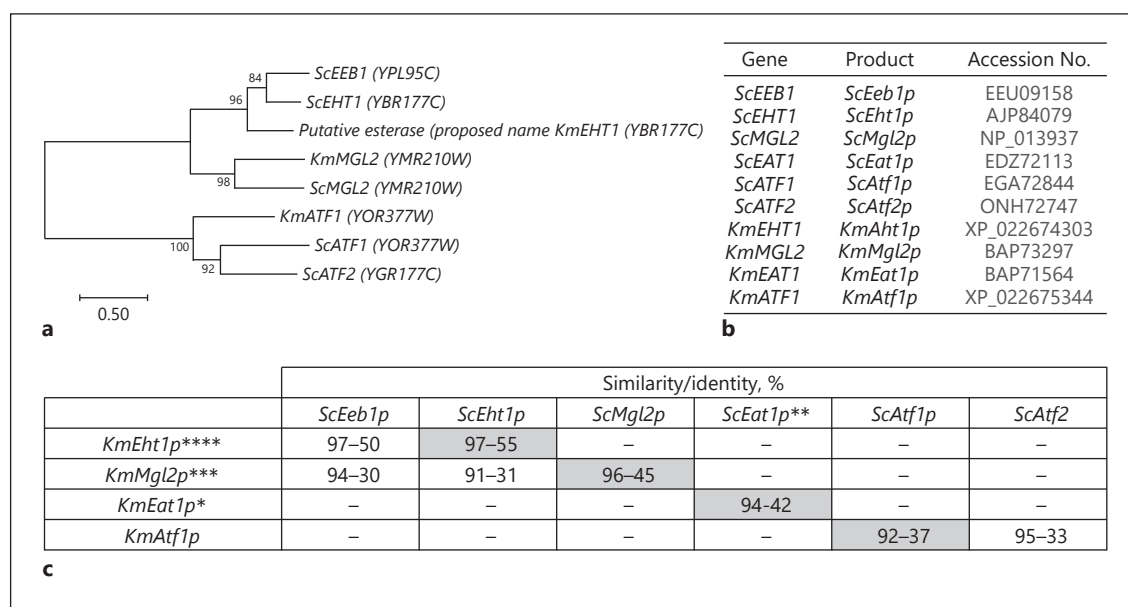 84
ScEEB1 (YPL95C)
96
ScEHT1 (YBR177C)
Putative esterase (proposed name KmEHT1 (YBR177C)
KmMGL2 (YMR210W)
98
ScMGL2 (YMR210W)
KmATF1 (YOR377W)
100
ScATF1 (YOR377W)
92
ScATF2 (YGR177C)
0.50
a
Gene Product Accession No.
ScEEB1 ScEeb1p EEU09158
ScEHT1 ScEht1p AJP84079
ScMGL2 ScMgl2p NP_013937
ScEAT1 ScEat1p EDZ72113
ScATF1 ScAtf1p EGA72844
ScATF2 ScAtf2p ONH72747
KmEHT1 KmAht1p XP_022674303
KmMGL2 KmMgl2p BAP73297
KmEAT1 KmEat1p BAP71564
KmATF1 KmAtf1p XP_022675344
b
Similarity/identity, %
ScEeb1p ScEht1p ScMgl2p ScEat1p** ScAtf1p ScAtf2
KmEht1p**** 97–50 97–55 – – – –
KmMgl2p*** 94–30 91–31 96–45 – – –
KmEat1p* – – – 94-42 – –
KmAtf1p – – – – 92–37 95–33
c